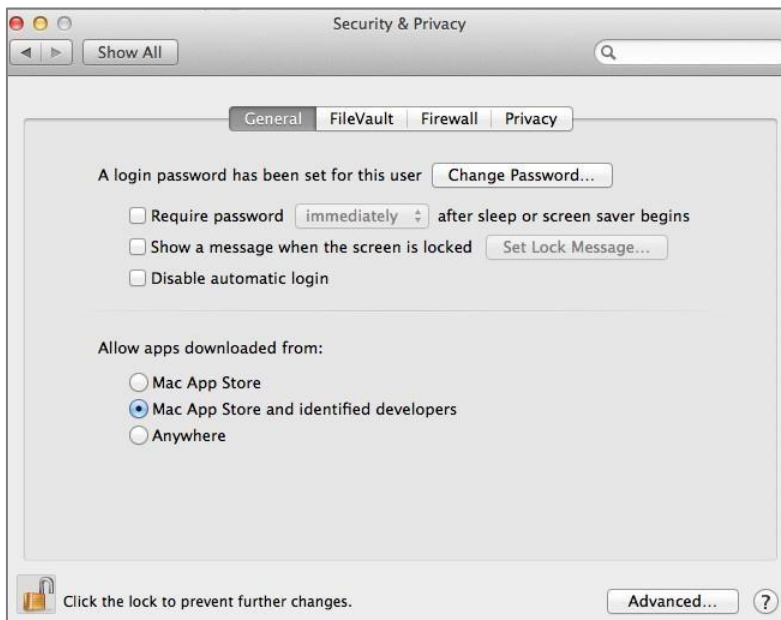 Security & Privacy
Show All
General FileVault Firewall Privacy
A login password has been set for this user Change Password...
Require password immediately after sleep or screen saver begins
Show a message when the screen is locked Set Lock Message...
Disable automatic login
Allow apps downloaded from:
Mac App Store
Mac App Store and identified developers
Anywhere
Click the lock to prevent further changes. Advanced... ?